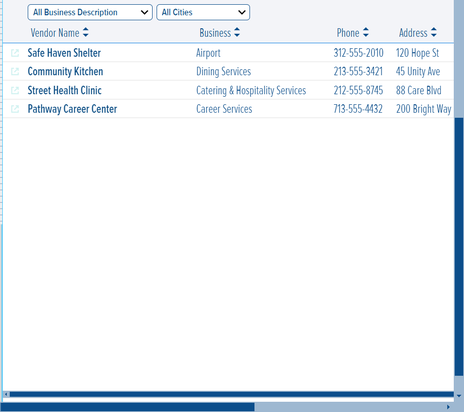 All Business Description All Cities
Vendor Name Business Phone Address
Safe Haven Shelter Airport 312-555-2010 120 Hope St
Community Kitchen Dining Services 213-555-3421 45 Unity Ave
Street Health Clinic Catering & Hospitality Services 212-555-8745 88 Care Blvd
Pathway Career Center Career Services 713-555-4432 200 Bright Way